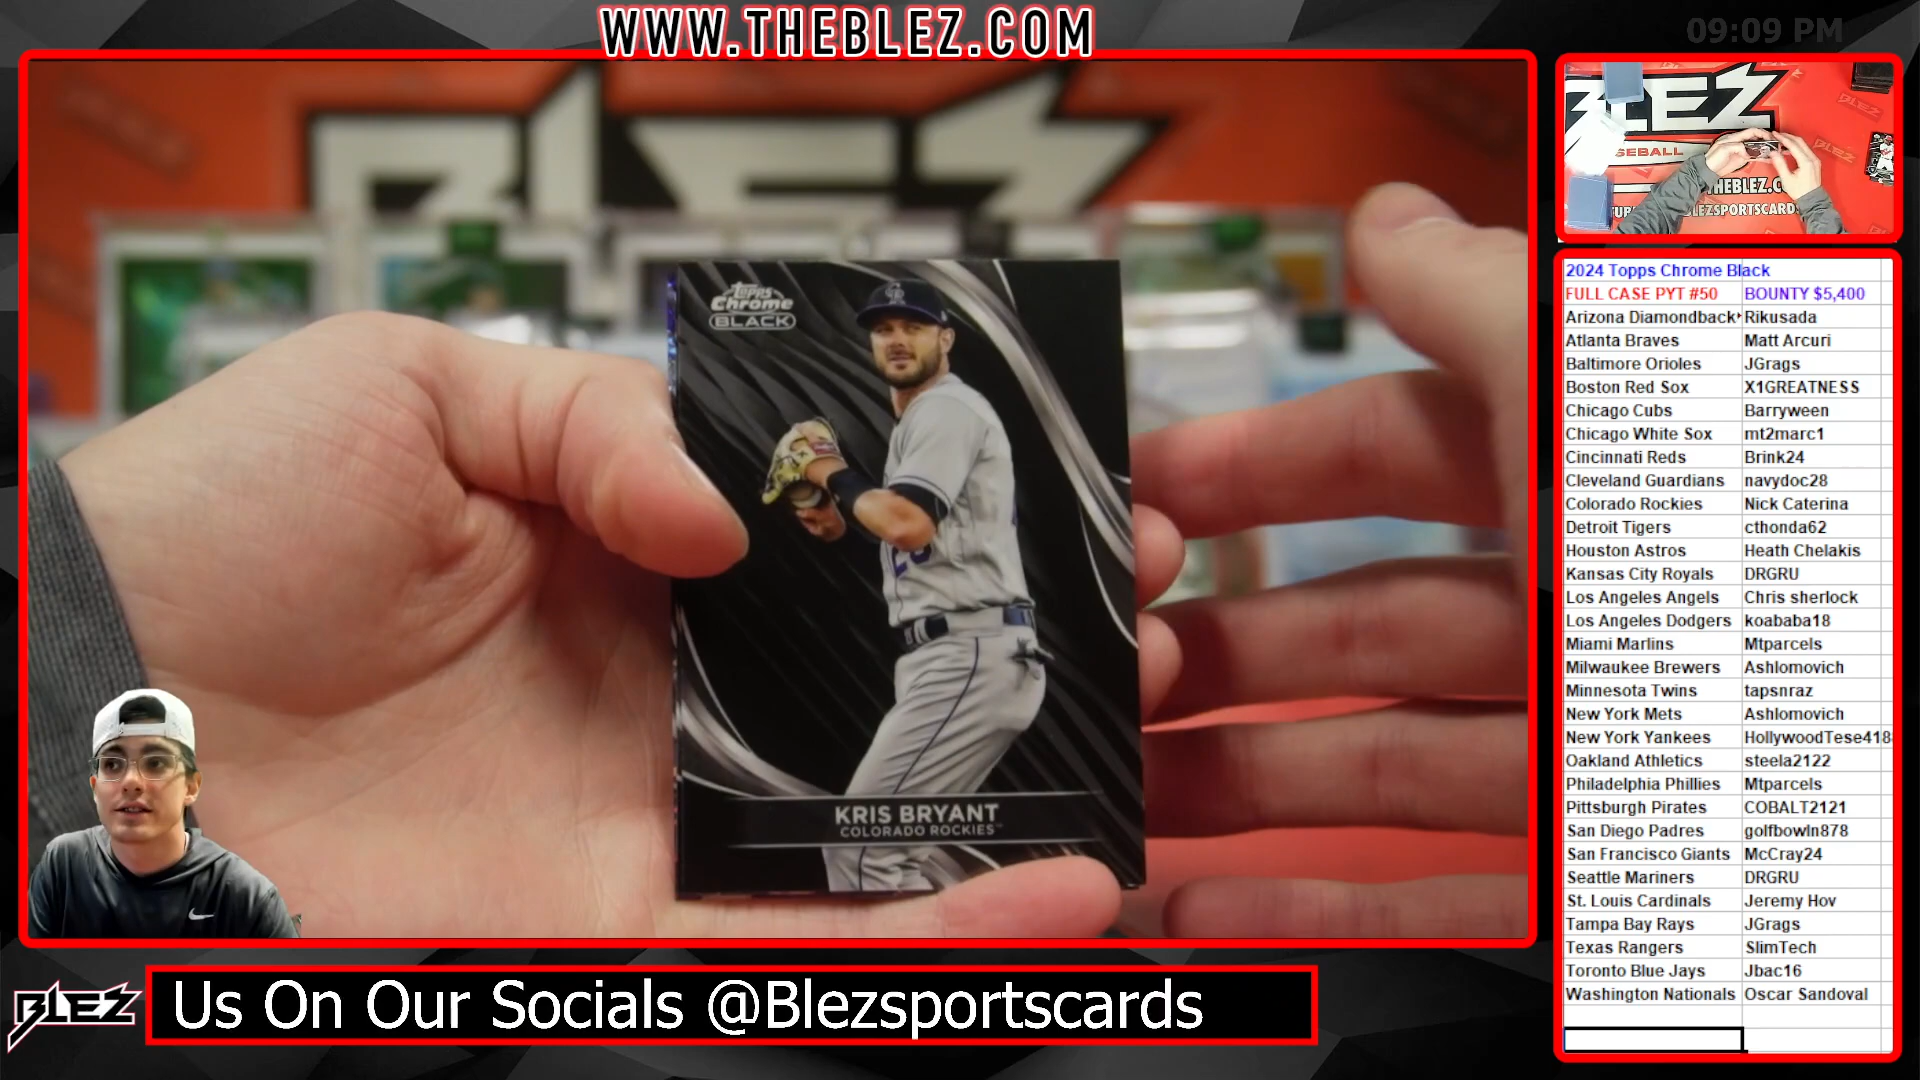 WWW.THEBLEZ.COM
09:09 PM
BLEZ
Topps
Chrome
BLACK
KRIS BRYANT
COLORADO ROCKIES™
BLEZ
SEBALL
BLEZ
THEBLEZ.C
LEZSPORTSCARDS
2024 Topps Chrome Black
FULL CASE PYT #50 BOUNTY $5,400
Arizona Diamondback Rikusada
Atlanta Braves Matt Arcuri
Baltimore Orioles JGrags
Boston Red Sox X1GREATNESS
Chicago Cubs Barryween
Chicago White Sox mt2marc1
Cincinnati Reds Brink24
Cleveland Guardians navydoc28
Colorado Rockies Nick Caterina
Detroit Tigers cthonda62
Houston Astros Heath Chelakis
Kansas City Royals DRGRU
Los Angeles Angels Chris sherlock
Los Angeles Dodgers koababa18
Miami Marlins Mtparcels
Milwaukee Brewers Ashlomovich
Minnesota Twins tapsnraz
New York Mets Ashlomovich
New York Yankees HollywoodTese418
Oakland Athletics steela2122
Philadelphia Phillies Mtparcels
Pittsburgh Pirates COBALT2121
San Diego Padres golfbowln878
San Francisco Giants McCray24
Seattle Mariners DRGRU
St. Louis Cardinals Jeremy Hov
Tampa Bay Rays JGrags
Texas Rangers SlimTech
Toronto Blue Jays Jbac16
Washington Nationals Oscar Sandoval
BLEZ
Us On Our Socials @Blezsportscards